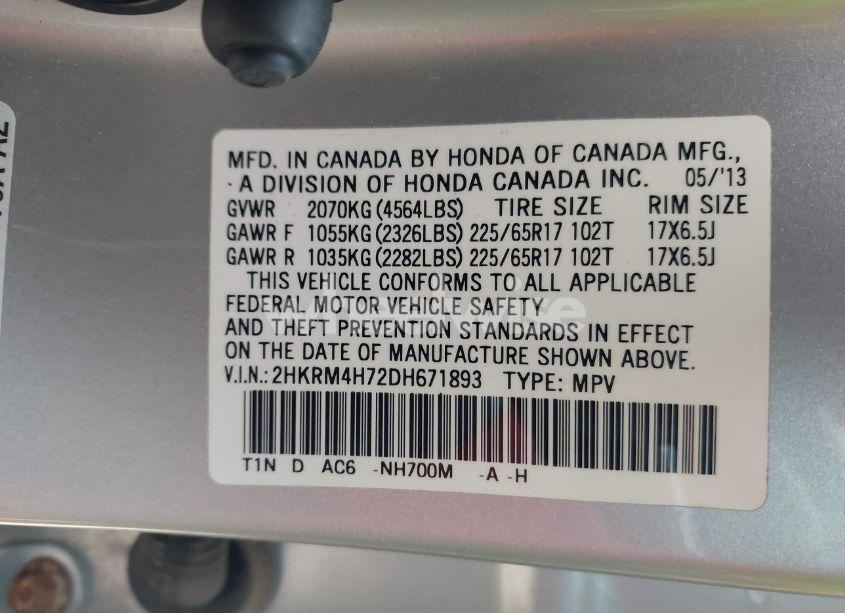 MFD. IN CANADA BY HONDA OF CANADA MFG.,
A DIVISION OF HONDA CANADA INC. 05/'13
GVWR 2070KG (4564LBS) TIRE SIZE RIM SIZE
GAWR F 1055KG (2326LBS) 225/65R17 102T 17X6.5J
GAWR R 1035KG (2282LBS) 225/65R17 102T 17X6.5J
THIS VEHICLE CONFORMS TO ALL APPLICABLE
FEDERAL MOTOR VEHICLE SAFETY
AND THEFT PREVENTION STANDARDS IN EFFECT
ON THE DATE OF MANUFACTURE SHOWN ABOVE.
V.I.N.: 2HKRM4H72DH671893 TYPE: MPV
T1N D AC6 -NH700M -A -H